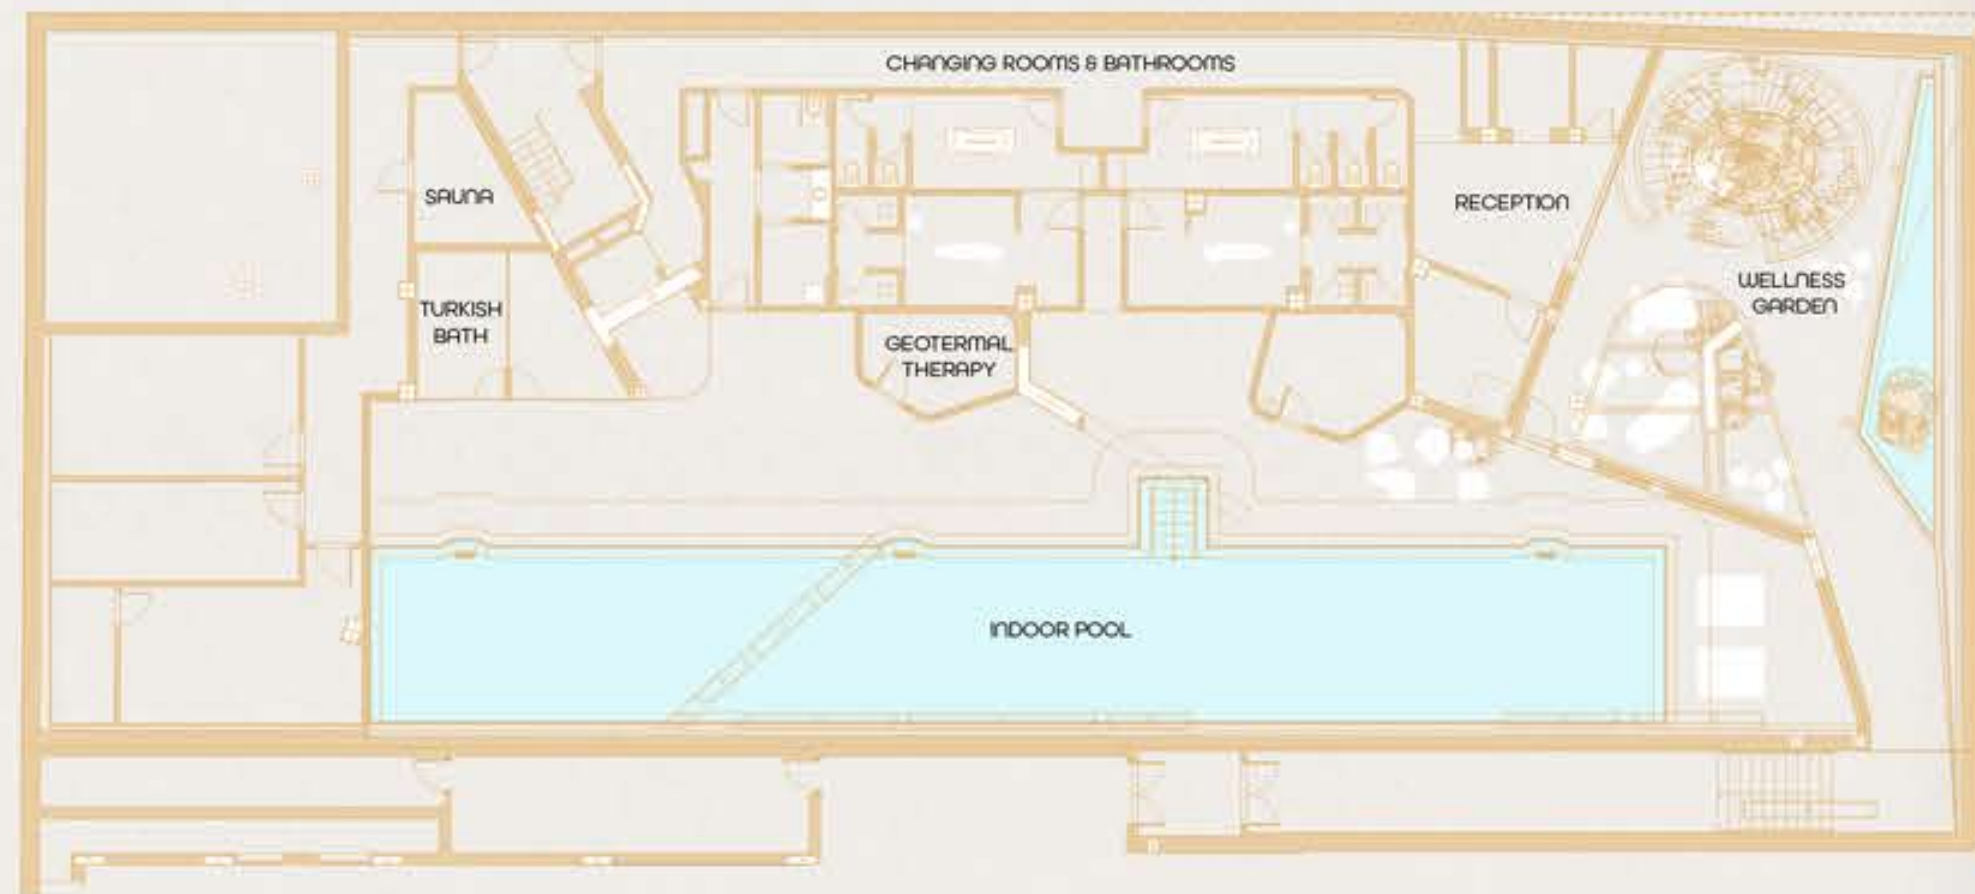 CHANGING ROOMS & BATHROOMS
SAUNA
RECEPTION
WELLNESS
GARDEN
TURKISH
BATH
GEOTERMAL
THERAPY
INDOOR POOL